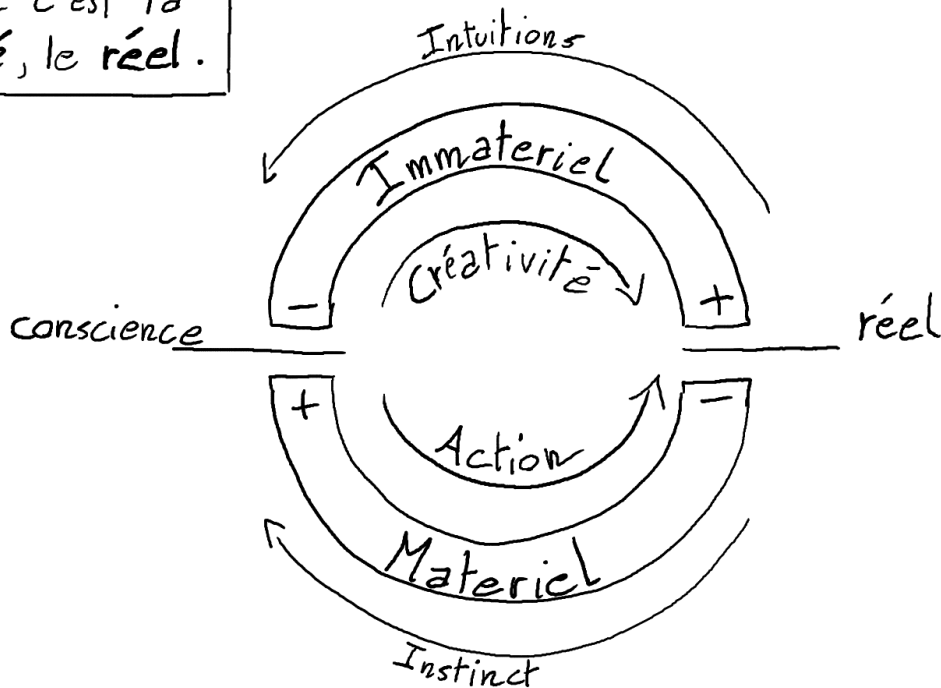 c'est la
, le réel.
Intuitions
Immateriel
Créativité
-
+
conscience
réel
+
-
Action
Materiel
Instinct